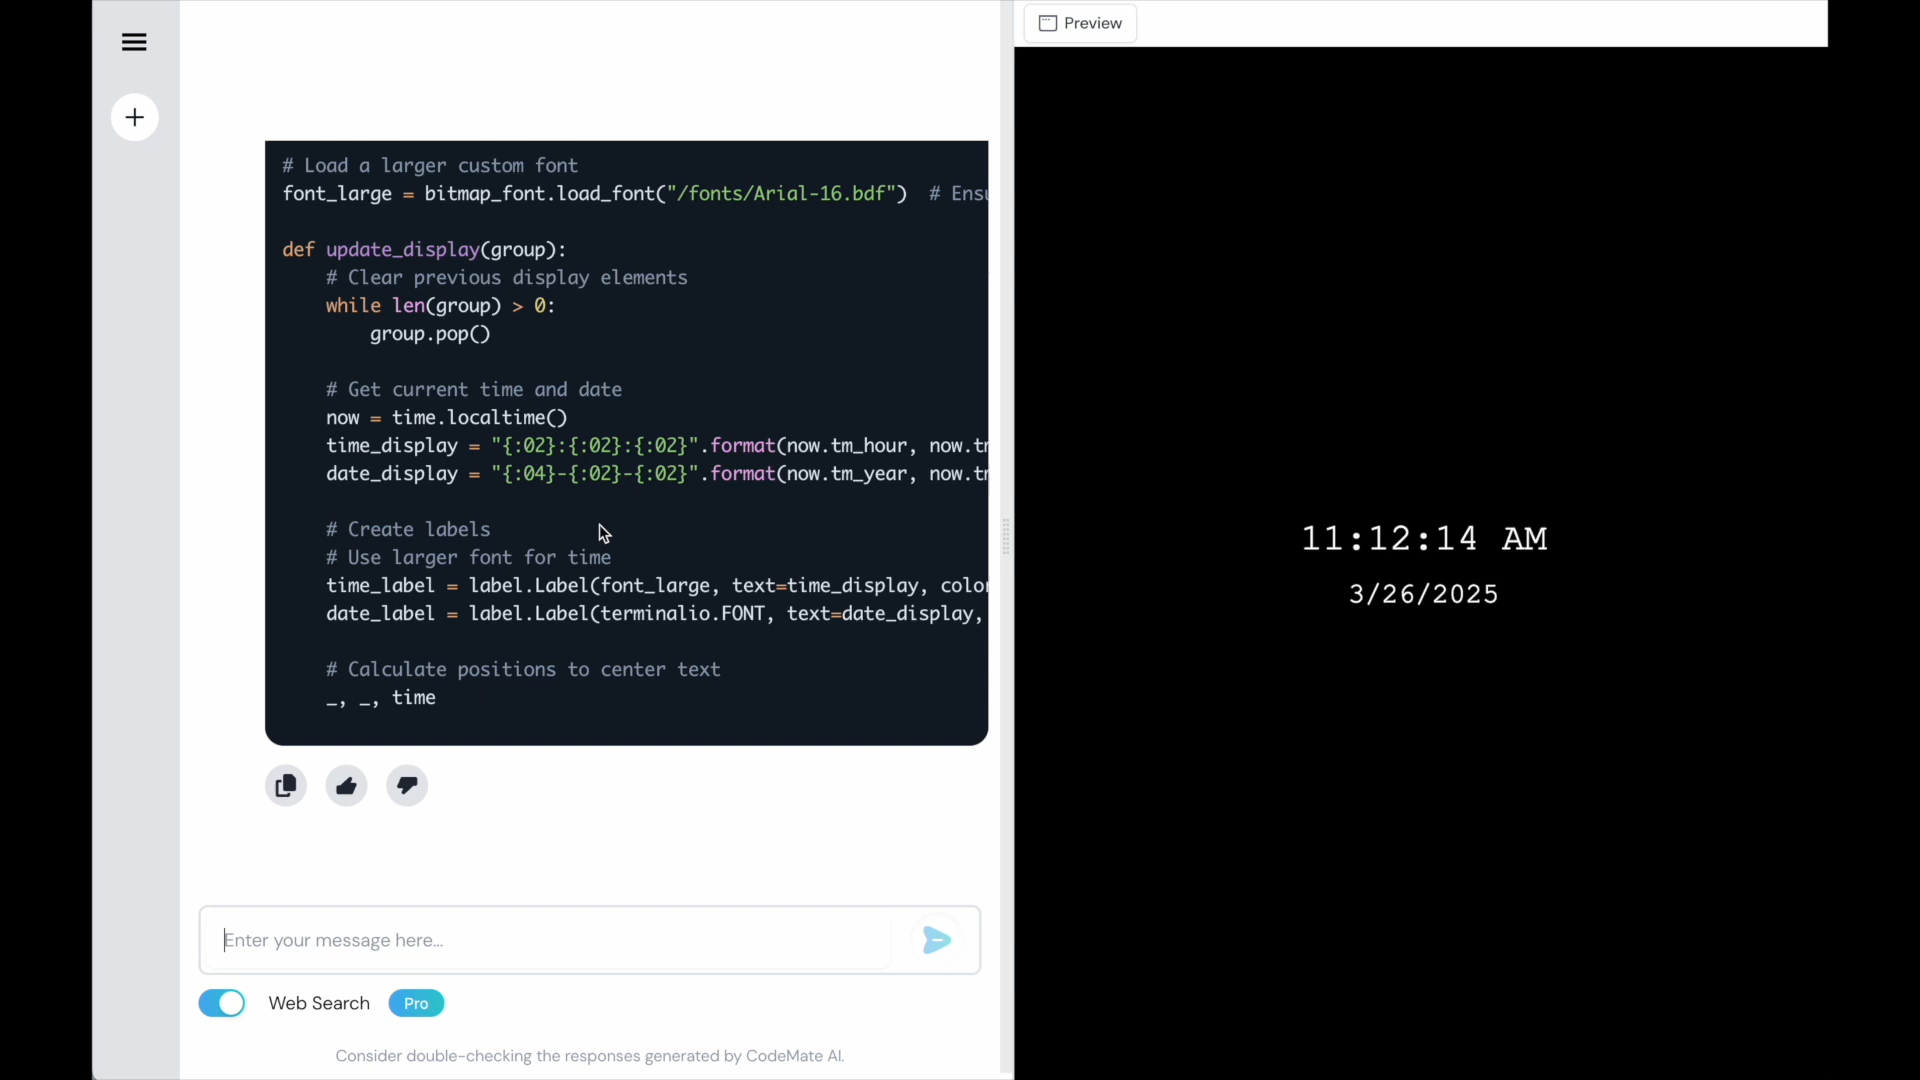 Preview
# Load a larger custom font
font_large = bitmap_font.load_font("/fonts/Arial-16.bdf")  # Ensu
def update_display(group):
    # Clear previous display elements
    while len(group) > 0:
        group.pop()
    # Get current time and date
    now = time.localtime()
    time_display = "{:02}:{:02}:{:02}".format(now.tm_hour, now.tm
    date_display = "{:04}-{:02}-{:02}".format(now.tm_year, now.tm
    # Create labels
    # Use larger font for time
    time_label = label.Label(font_large, text=time_display, color
    date_label = label.Label(terminalio.FONT, text=date_display,
    # Calculate positions to center text
    _, _, time
Enter your message here...
Web Search Pro
Consider double-checking the responses generated by CodeMate AI.
11:12:14 AM
3/26/2025